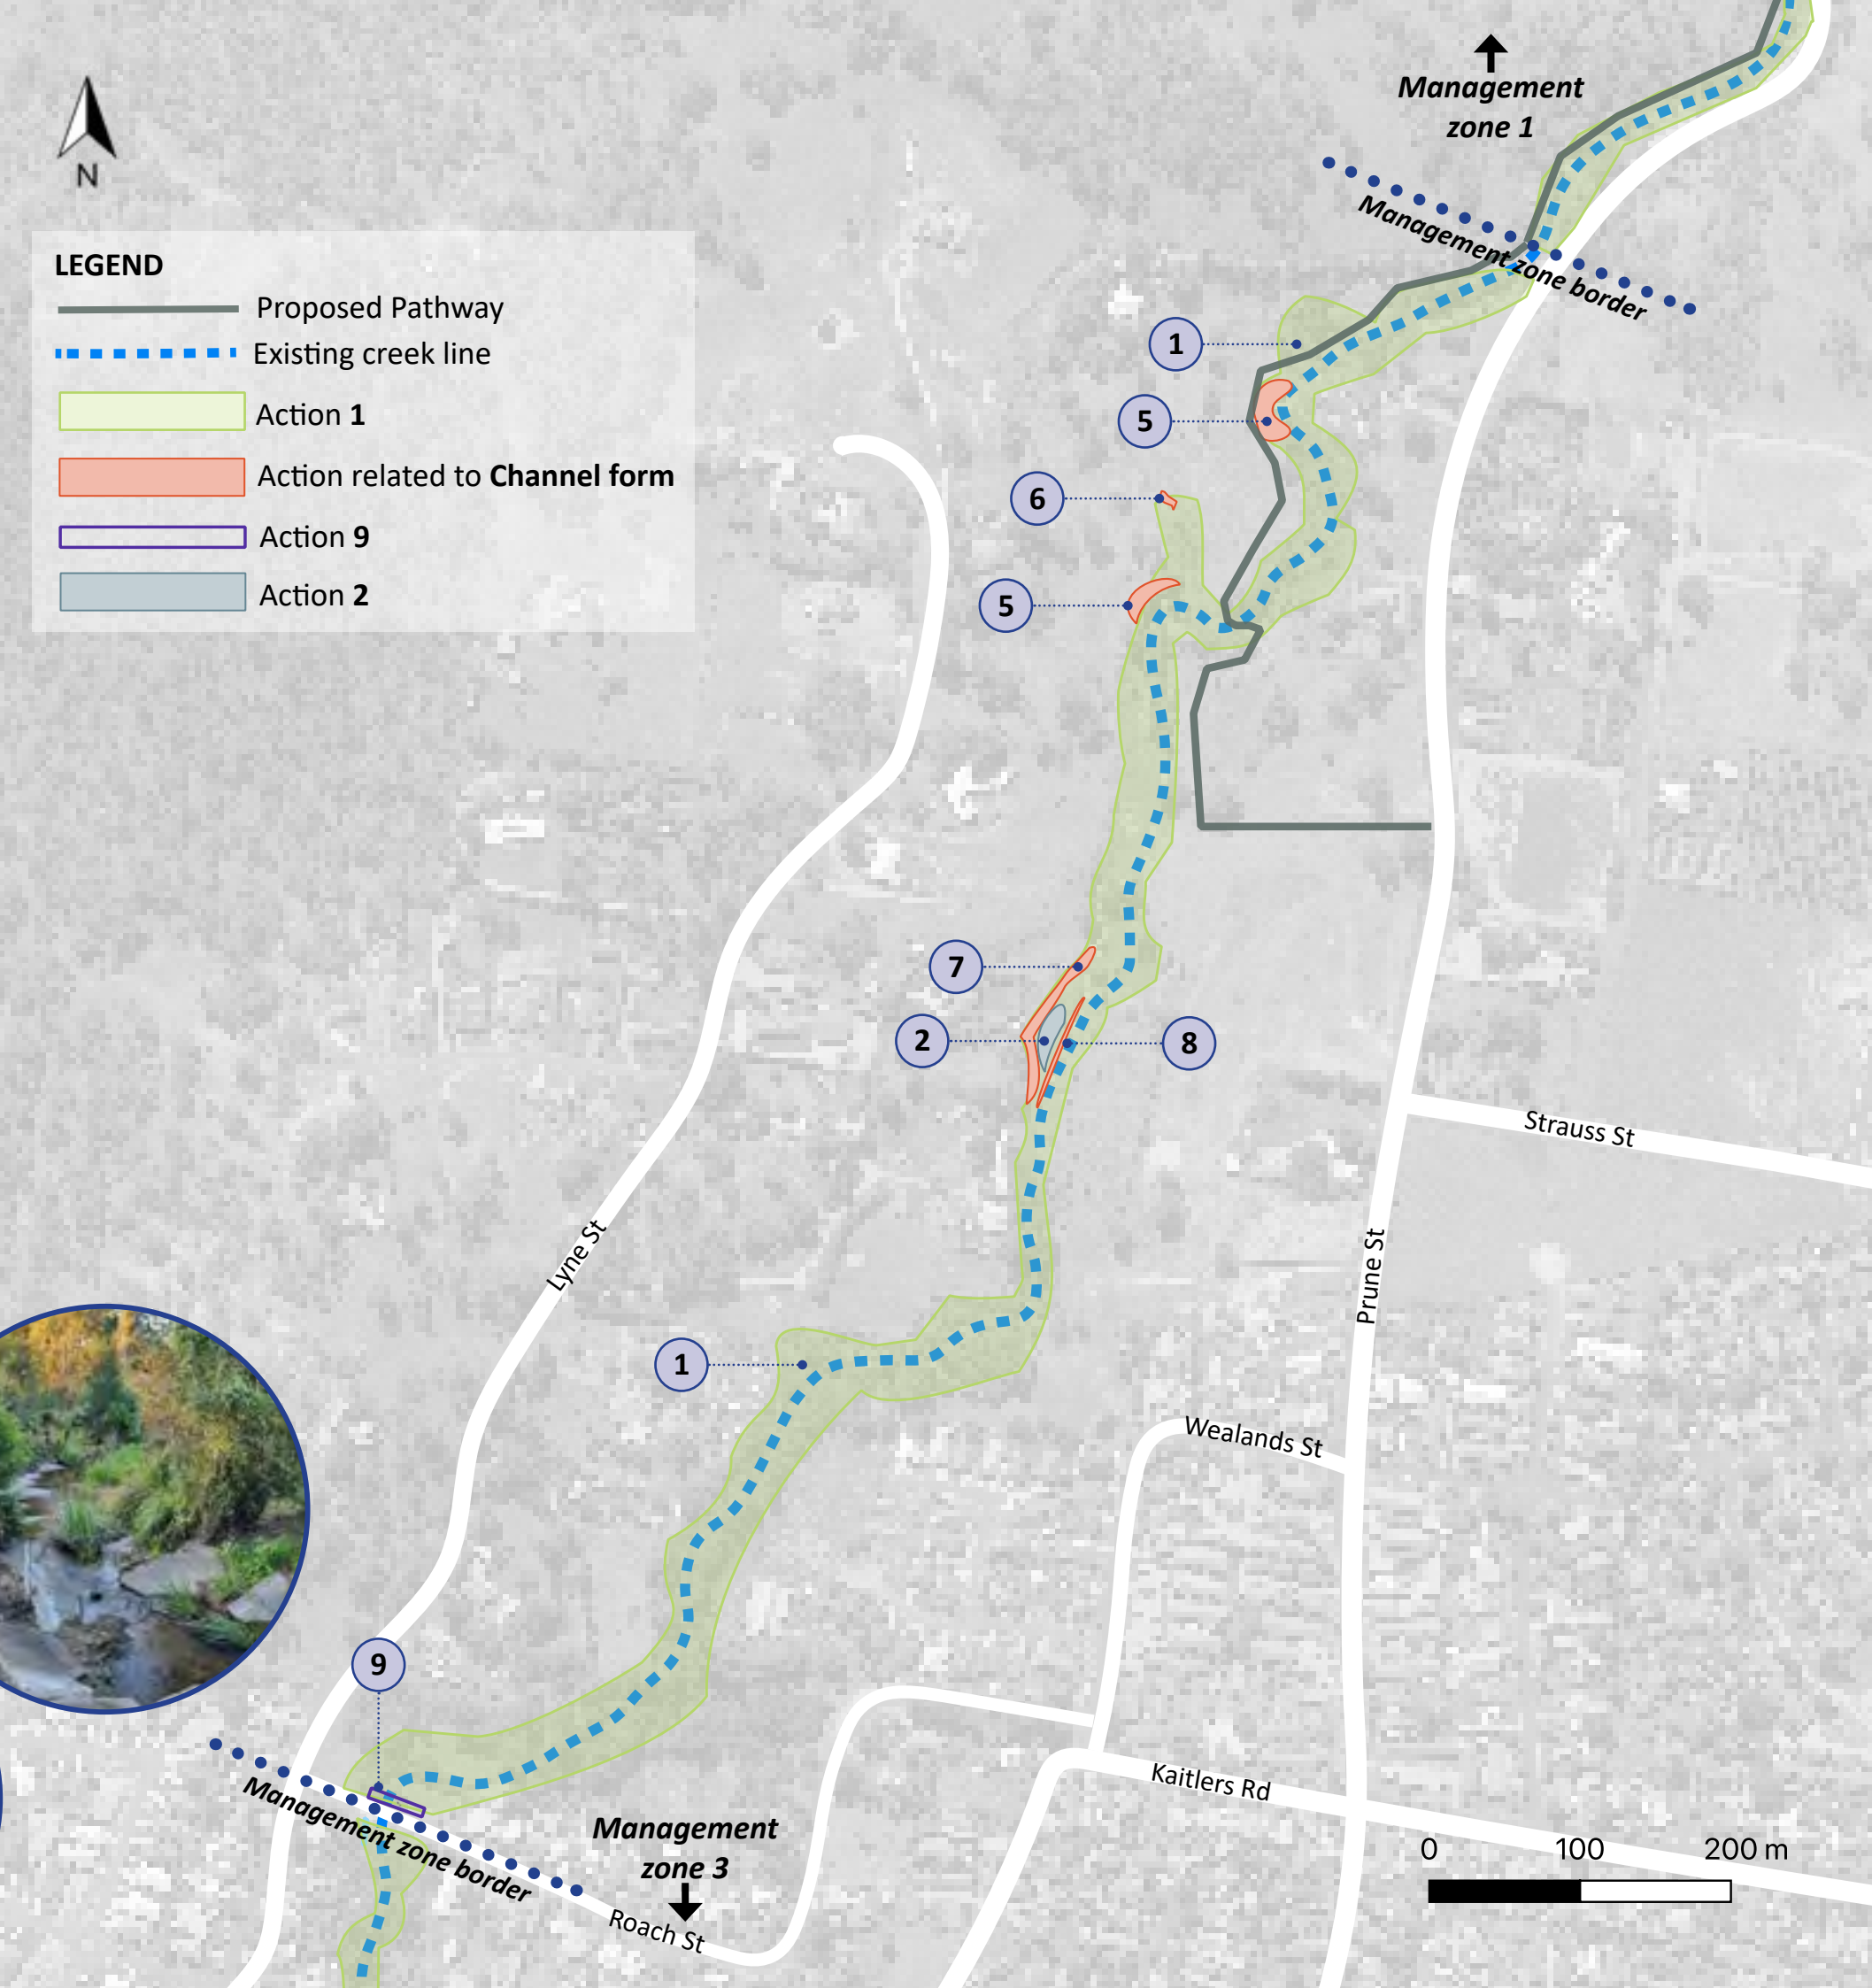 Management
zone 1
Management zone border
N
LEGEND
Proposed Pathway
Existing creek line
Action 1
Action related to Channel form
Action 9
Action 2
1
5
6
5
7
2
8
Strauss St
Prune St
Lyne St
1
Wealands St
9
Kaitlers Rd
Management zone border
Management
zone 3
Roach St
0 100 200 m